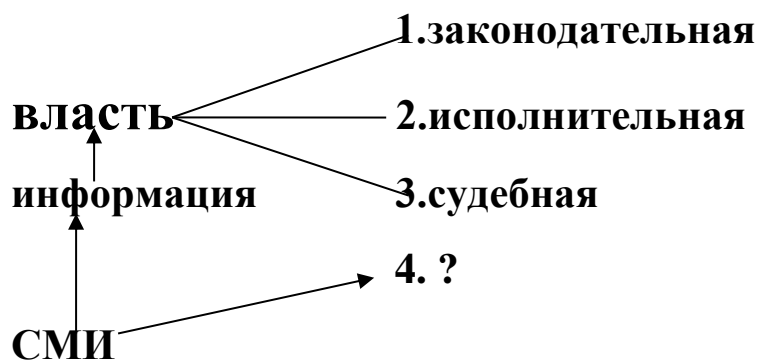 1.законодательная
власть
2.исполнительная
информация
3.судебная
4. ?
СМИ